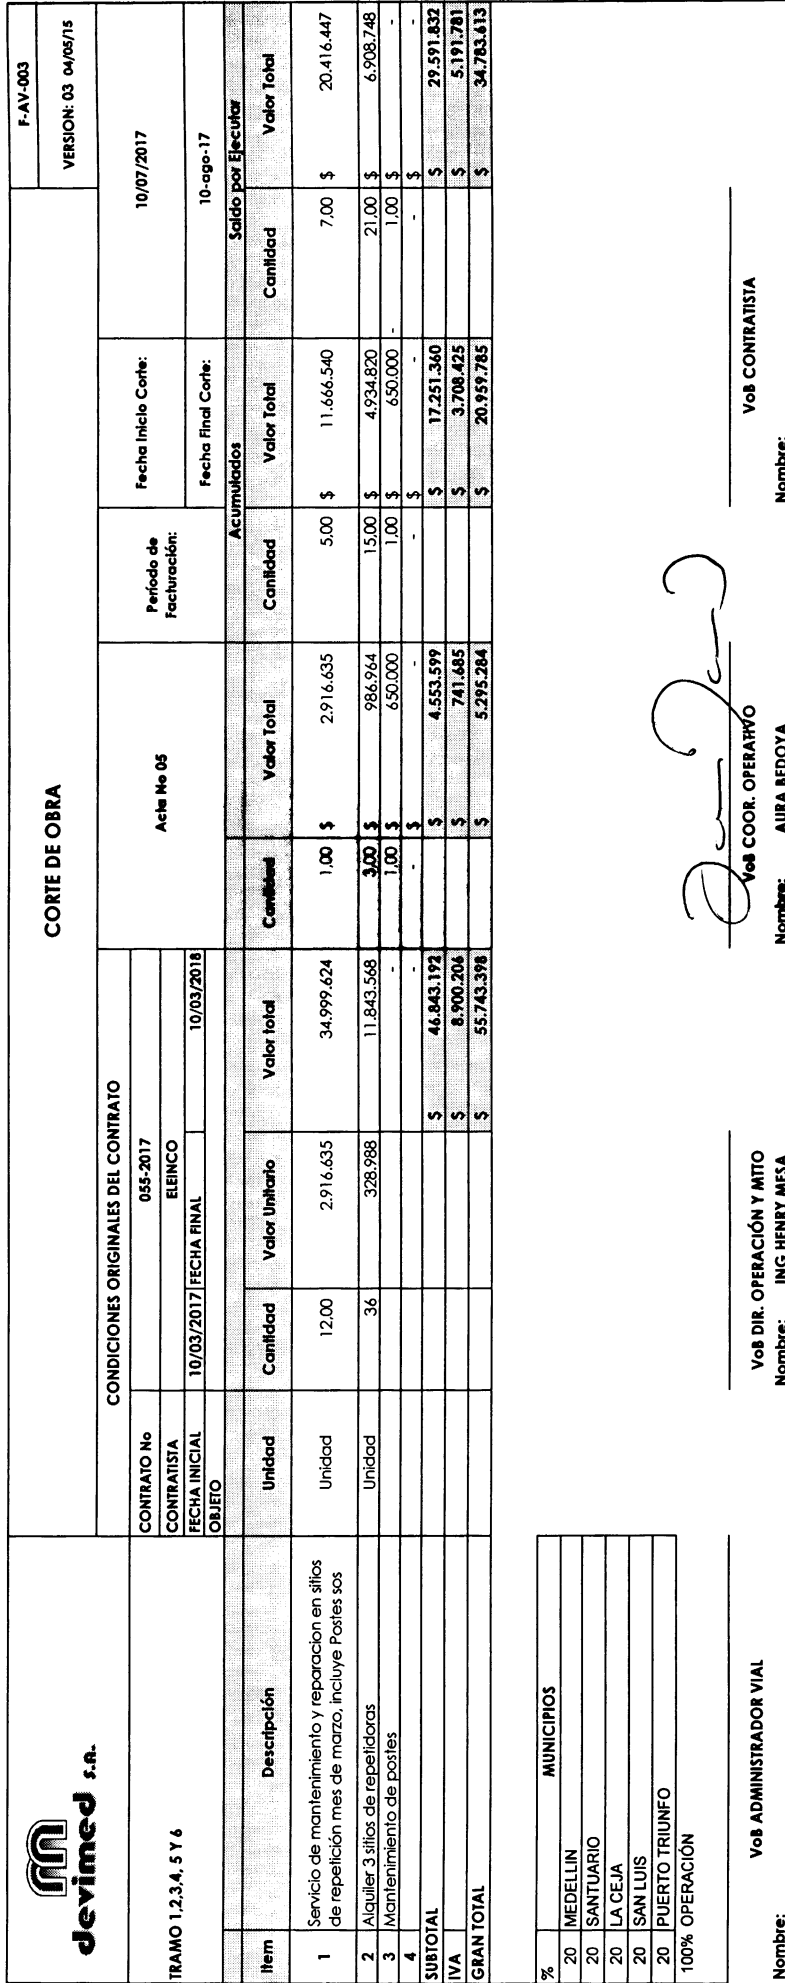 devimed s.a.
CORTE DE OBRA
F-AV-003
VERSION: 03 04/05/15
TRAMO 1,2,3,4, 5 Y 6
CONDICIONES ORIGINALES DEL CONTRATO
CONTRATO No 055-2017
CONTRATISTA ELEINCO
FECHA INICIAL 10/03/2017 FECHA FINAL 10/03/2018
OBJETO
Acta No 05
Período de
Facturación:
Fecha Inicio Corte: 10/07/2017
Fecha Final Corte: 10-ago-17
Acumulados Saldo por Ejecutar
Item Descripción Unidad Cantidad Valor Unitario Valor total Cantidad Valor Total Cantidad Valor Total Cantidad Valor Total
1 Servicio de mantenimiento y reparacion en sitios
de repetición mes de marzo, incluye Postes sos
Unidad 12,00 2.916.635 34.999.624 1,00 $ 2.916.635 5,00 $ 11.666.540 7,00 $ 20.416.447
2 Alquiler 3 sitios de repetidoras Unidad 36 328.988 11.843.568 3,00 $ 986.964 15,00 $ 4.934.820 21,00 $ 6.908.748
3 Mantenimiento de postes - 1,00 $ 650.000 1,00 $ 650.000 - 1,00 $ -
4 - - $ - - $ - - $ -
SUBTOTAL $ 46.843.192 $ 4.553.599 $ 17.251.360 $ 29.591.832
IVA $ 8.900.206 $ 741.685 $ 3.708.425 $ 5.191.781
GRAN TOTAL $ 55.743.398 $ 5.295.284 $ 20.959.785 $ 34.783.613
% MUNICIPIOS
20 MEDELLIN
20 SANTUARIO
20 LA CEJA
20 SAN LUIS
20 PUERTO TRIUNFO
100% OPERACIÓN
VoB ADMINISTRADOR VIAL VoB DIR. OPERACIÓN Y MTTO VoB COOR. OPERATIVO VoB CONTRATISTA
Nombre: Nombre: ING HENRY MESA Nombre: AURA BEDOYA Nombre: